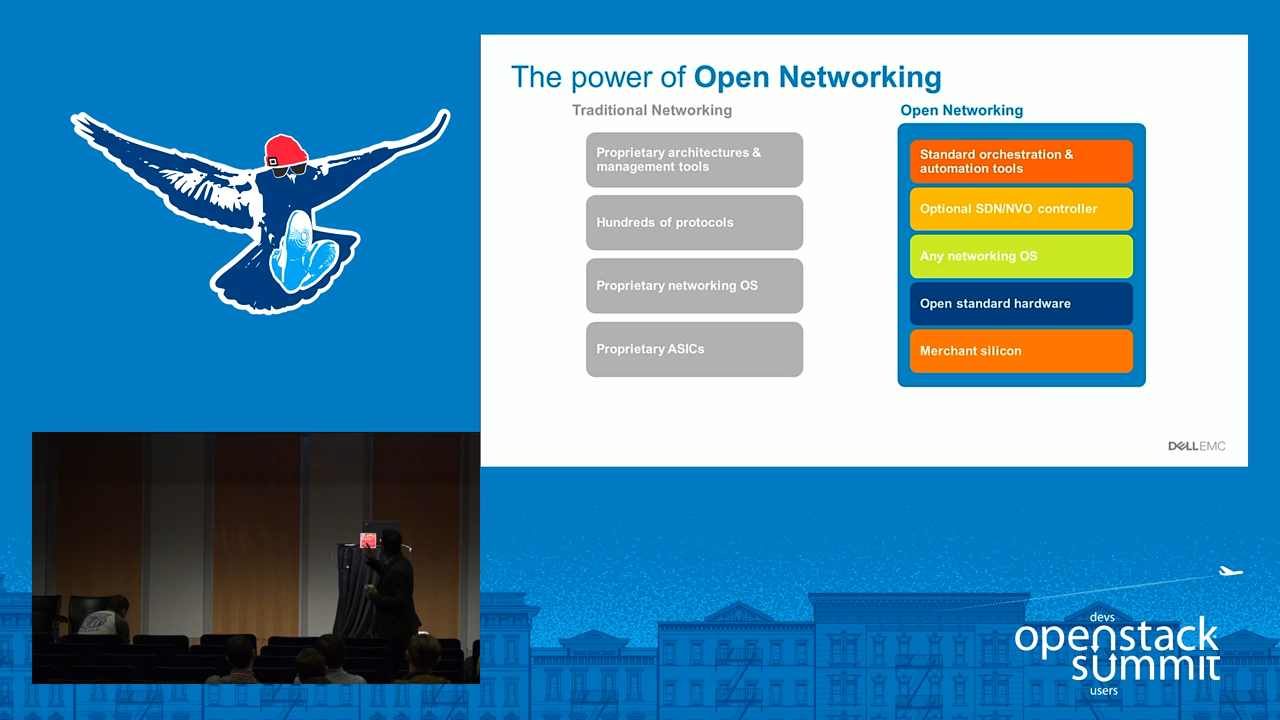 The power of Open Networking
Traditional Networking
Proprietary architectures &
management tools
Hundreds of protocols
Proprietary networking OS
Proprietary ASICs
Open Networking
Standard orchestration &
automation tools
Optional SDN/NVO controller
Any networking OS
Open standard hardware
Merchant silicon
DELLEMC
devs
openstack
summit
users